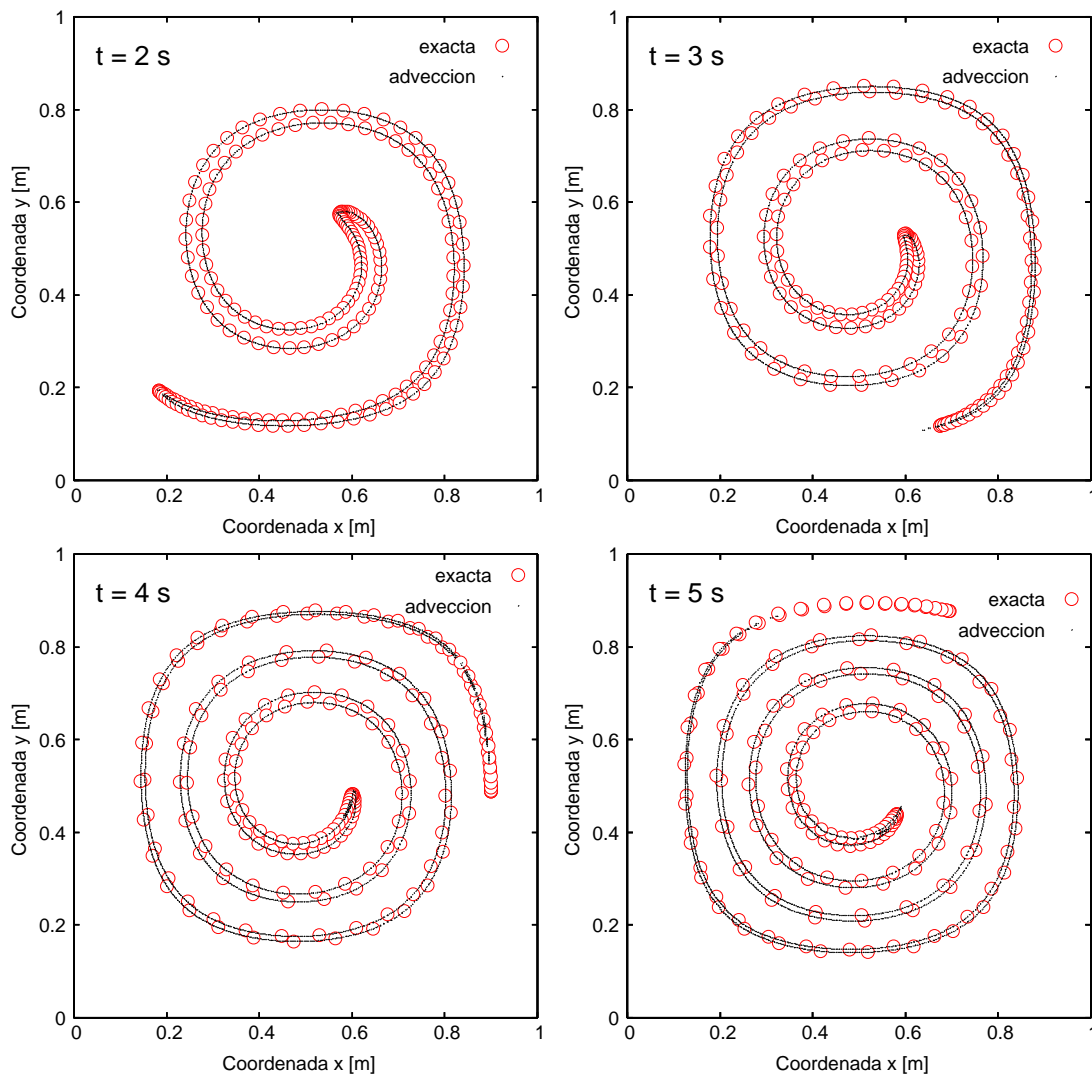 t = 2 s
exacta
adveccion
Coordenada y [m]
1
0.8
0.6
0.4
0.2
0
0 0.2 0.4 0.6 0.8 1
Coordenada x [m]
t = 3 s
exacta
adveccion
Coordenada y [m]
1
0.8
0.6
0.4
0.2
0
0 0.2 0.4 0.6 0.8 1
Coordenada x [m]
t = 4 s
exacta
adveccion
Coordenada y [m]
1
0.8
0.6
0.4
0.2
0
0 0.2 0.4 0.6 0.8 1
Coordenada x [m]
t = 5 s
exacta
adveccion
Coordenada y [m]
1
0.8
0.6
0.4
0.2
0
0 0.2 0.4 0.6 0.8 1
Coordenada x [m]